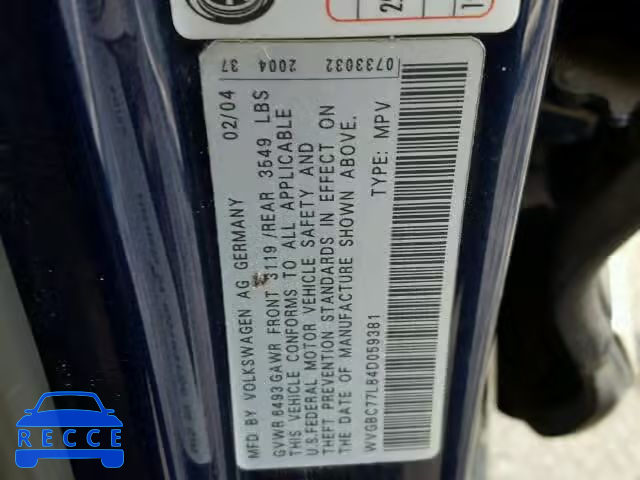 37 2004 0733032
MFD BY VOLKSWAGEN AG GERMANY 02/04
GVWR 6493 GAWR FRONT 3119 /REAR 3549 LBS
THIS VEHICLE CONFORMS TO ALL APPLICABLE
U.S.FEDERAL MOTOR VEHICLE SAFETY AND
THEFT PREVENTION STANDARDS IN EFFECT ON
THE DATE OF MANUFACTURE SHOWN ABOVE.
WVGBC77LB4D059381 TYPE: MPV
RECCE